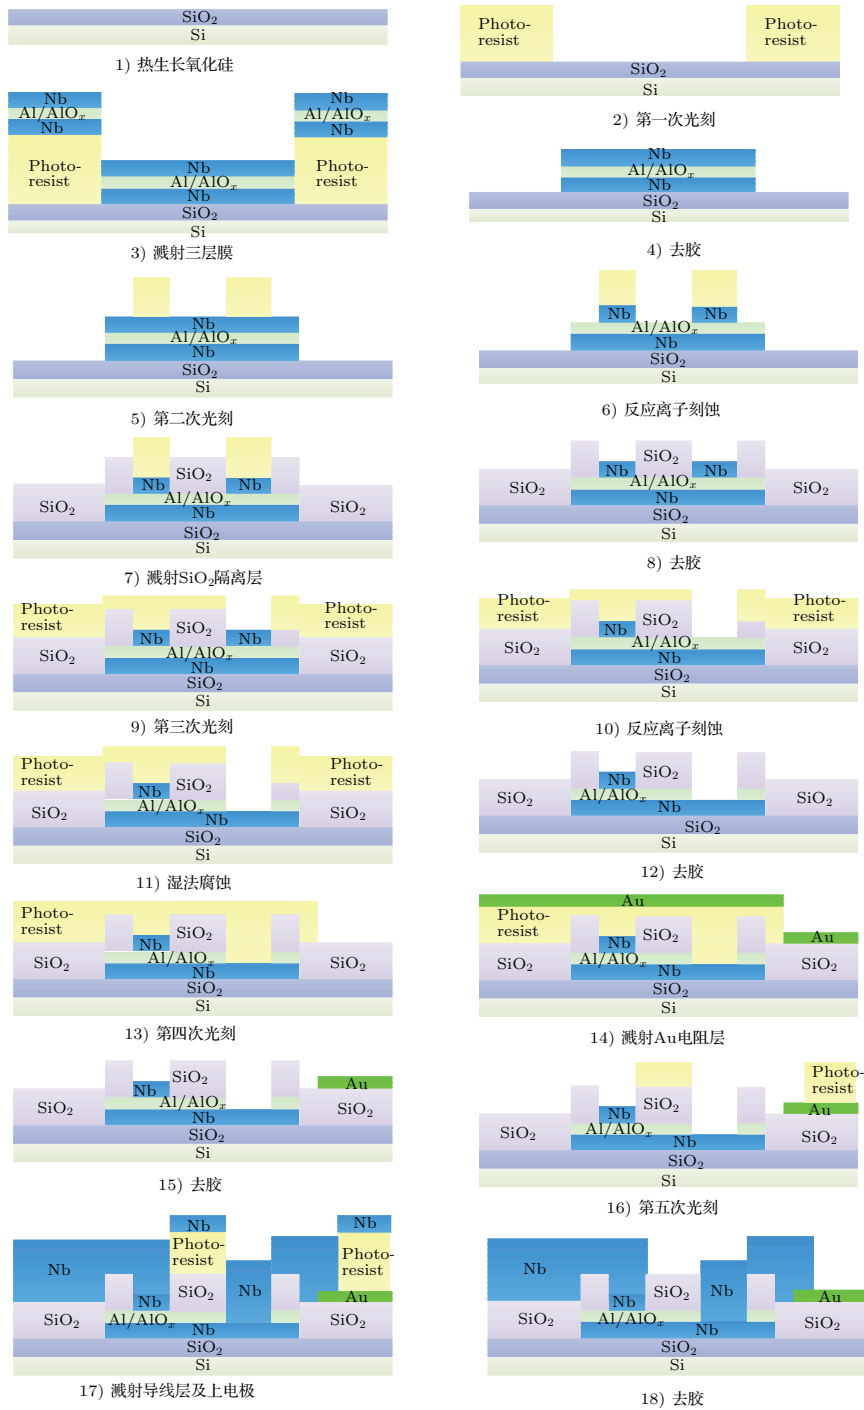 SiO₂
Si
1) 热生长氧化硅
Photo-
resist
Photo-
resist
SiO₂
Si
2) 第一次光刻
Nb
Al/AlOₓ
Nb
Nb
Al/AlOₓ
Nb
Photo-
resist
Photo-
resist
Nb
Al/AlOₓ
Nb
SiO₂
Si
3) 溅射三层膜
Nb
Al/AlOₓ
Nb
SiO₂
Si
4) 去胶
Nb
Al/AlOₓ
Nb
SiO₂
Si
5) 第二次光刻
Nb
Nb
Al/AlOₓ
Nb
SiO₂
Si
6) 反应离子刻蚀
SiO₂
Nb
Nb
Al/AlOₓ
SiO₂
SiO₂
Nb
SiO₂
Si
7) 溅射SiO₂隔离层
SiO₂
Nb
Nb
Al/AlOₓ
SiO₂
SiO₂
Nb
SiO₂
Si
8) 去胶
Photo-
resist
Photo-
resist
SiO₂
Nb
Nb
Al/AlOₓ
SiO₂
SiO₂
Nb
SiO₂
Si
9) 第三次光刻
Photo-
resist
Photo-
resist
SiO₂
Nb
Al/AlOₓ
SiO₂
SiO₂
Nb
SiO₂
Si
10) 反应离子刻蚀
Photo-
resist
Photo-
resist
SiO₂
Nb
Al/AlOₓ
SiO₂
SiO₂
Nb
SiO₂
Si
11) 湿法腐蚀
SiO₂
Nb
Al/AlOₓ
SiO₂
SiO₂
Nb
SiO₂
Si
12) 去胶
Photo-
resist
SiO₂
Nb
Al/AlOₓ
SiO₂
SiO₂
Nb
SiO₂
Si
13) 第四次光刻
Au
Photo-
resist
SiO₂
Au
Nb
Al/AlOₓ
SiO₂
SiO₂
Nb
SiO₂
Si
14) 溅射Au电阻层
SiO₂
Au
Nb
Al/AlOₓ
SiO₂
SiO₂
Nb
SiO₂
Si
15) 去胶
Photo-
resist
SiO₂
Au
Nb
Al/AlOₓ
SiO₂
SiO₂
Nb
SiO₂
Si
16) 第五次光刻
Nb
Nb
Photo-
resist
Photo-
resist
Nb
Nb
SiO₂
Au
Nb
Al/AlOₓ
SiO₂
SiO₂
Nb
SiO₂
Si
17) 溅射导线层及上电极
Nb
Nb
SiO₂
Au
Nb
Al/AlOₓ
SiO₂
SiO₂
Nb
SiO₂
Si
18) 去胶